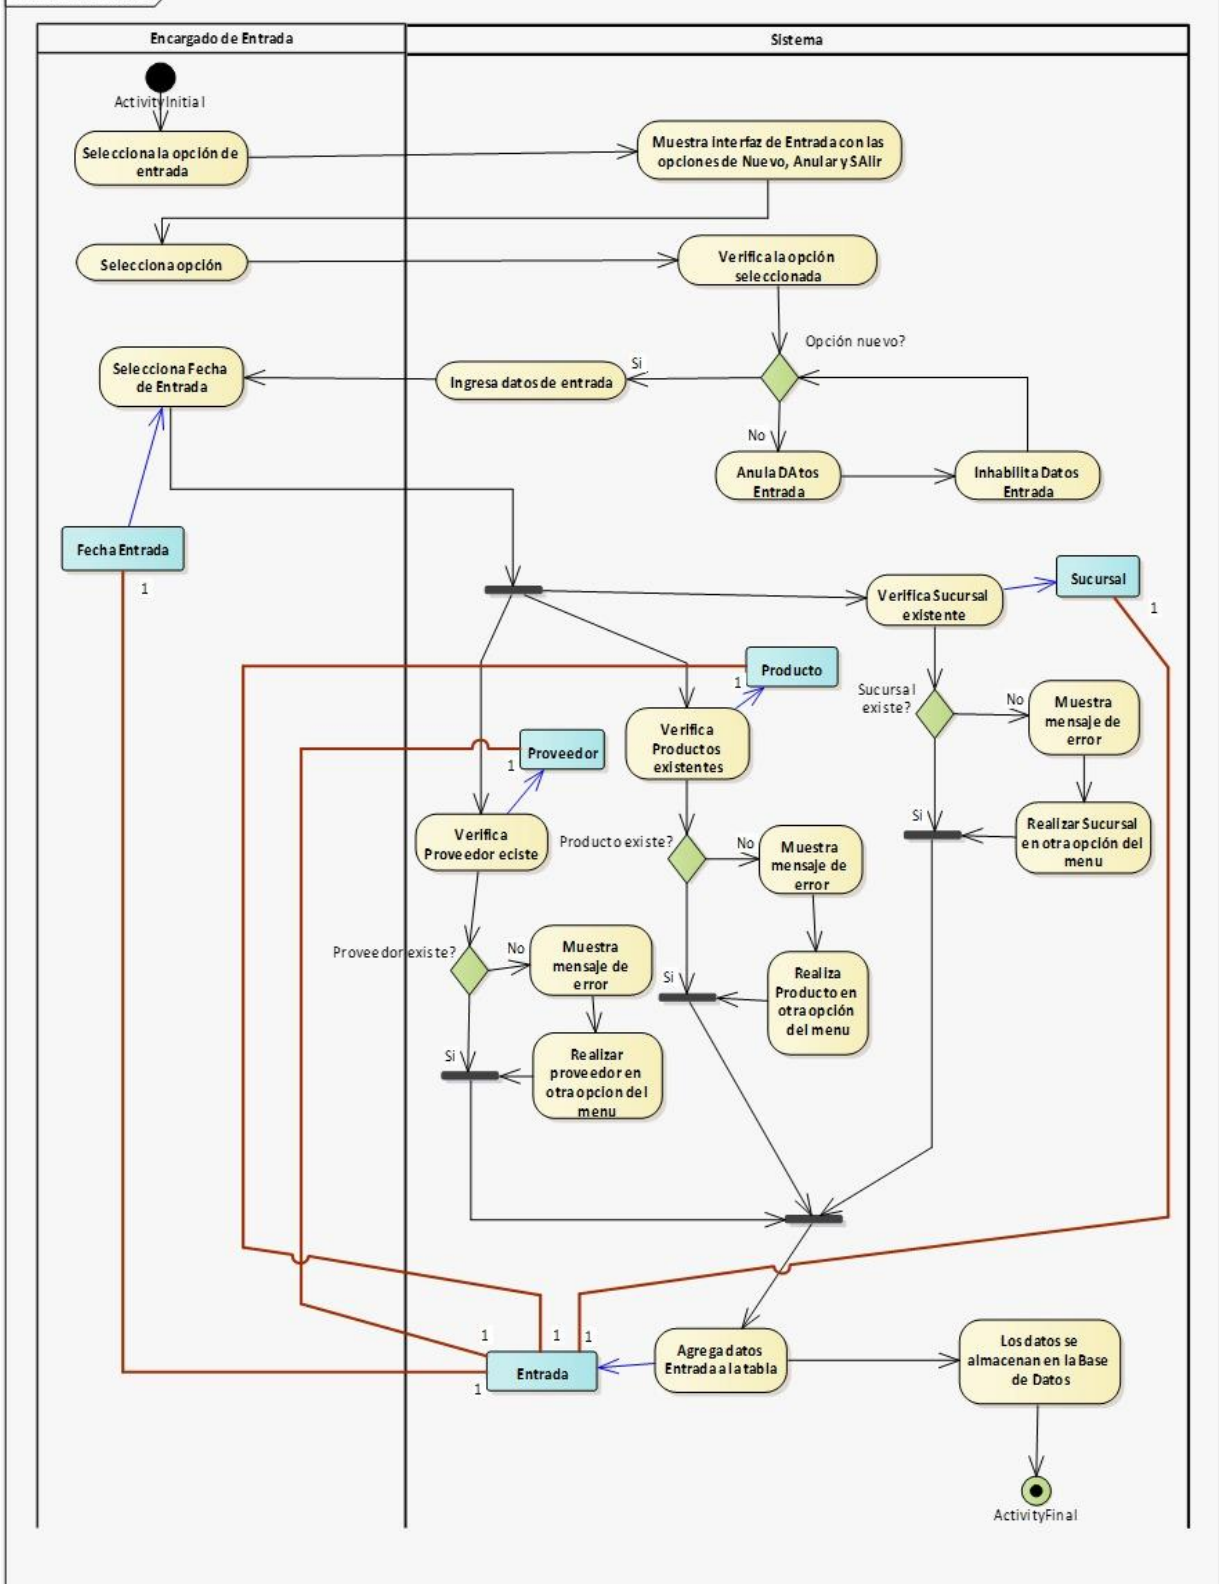 Encargado de Entrada
Sistema
ActivityInitial
Selecciona la opción de
entrada
Muestra interfaz de Entrada con las
opciones de Nuevo, Anular y SAlir
Selecciona opción
Verifica la opción
seleccionada
Opción nuevo?
Selecciona Fecha
de Entrada
Ingresa datos de entrada
Si
No
Anula DAtos
Entrada
Inhabilita Datos
Entrada
Fecha Entrada
1
Verifica Sucursal
existente
Sucursal
1
Producto
1
Sucursal
existe?
No
Muestra
mensaje de
error
Verifica
Productos
existentes
Proveedor
1
Si
Realizar Sucursal
en otra opción del
menu
Verifica
Proveedor eciste
Producto existe?
No
Muestra
mensaje de
error
Proveedor existe?
No
Muestra
mensaje de
error
Si
Realiza
Producto en
otra opción
del menu
Si
Realizar
proveedor en
otra opcion del
menu
1
1
1
1
Entrada
Agrega datos
Entrada a la tabla
Los datos se
almacenan en la Base
de Datos
ActivityFinal